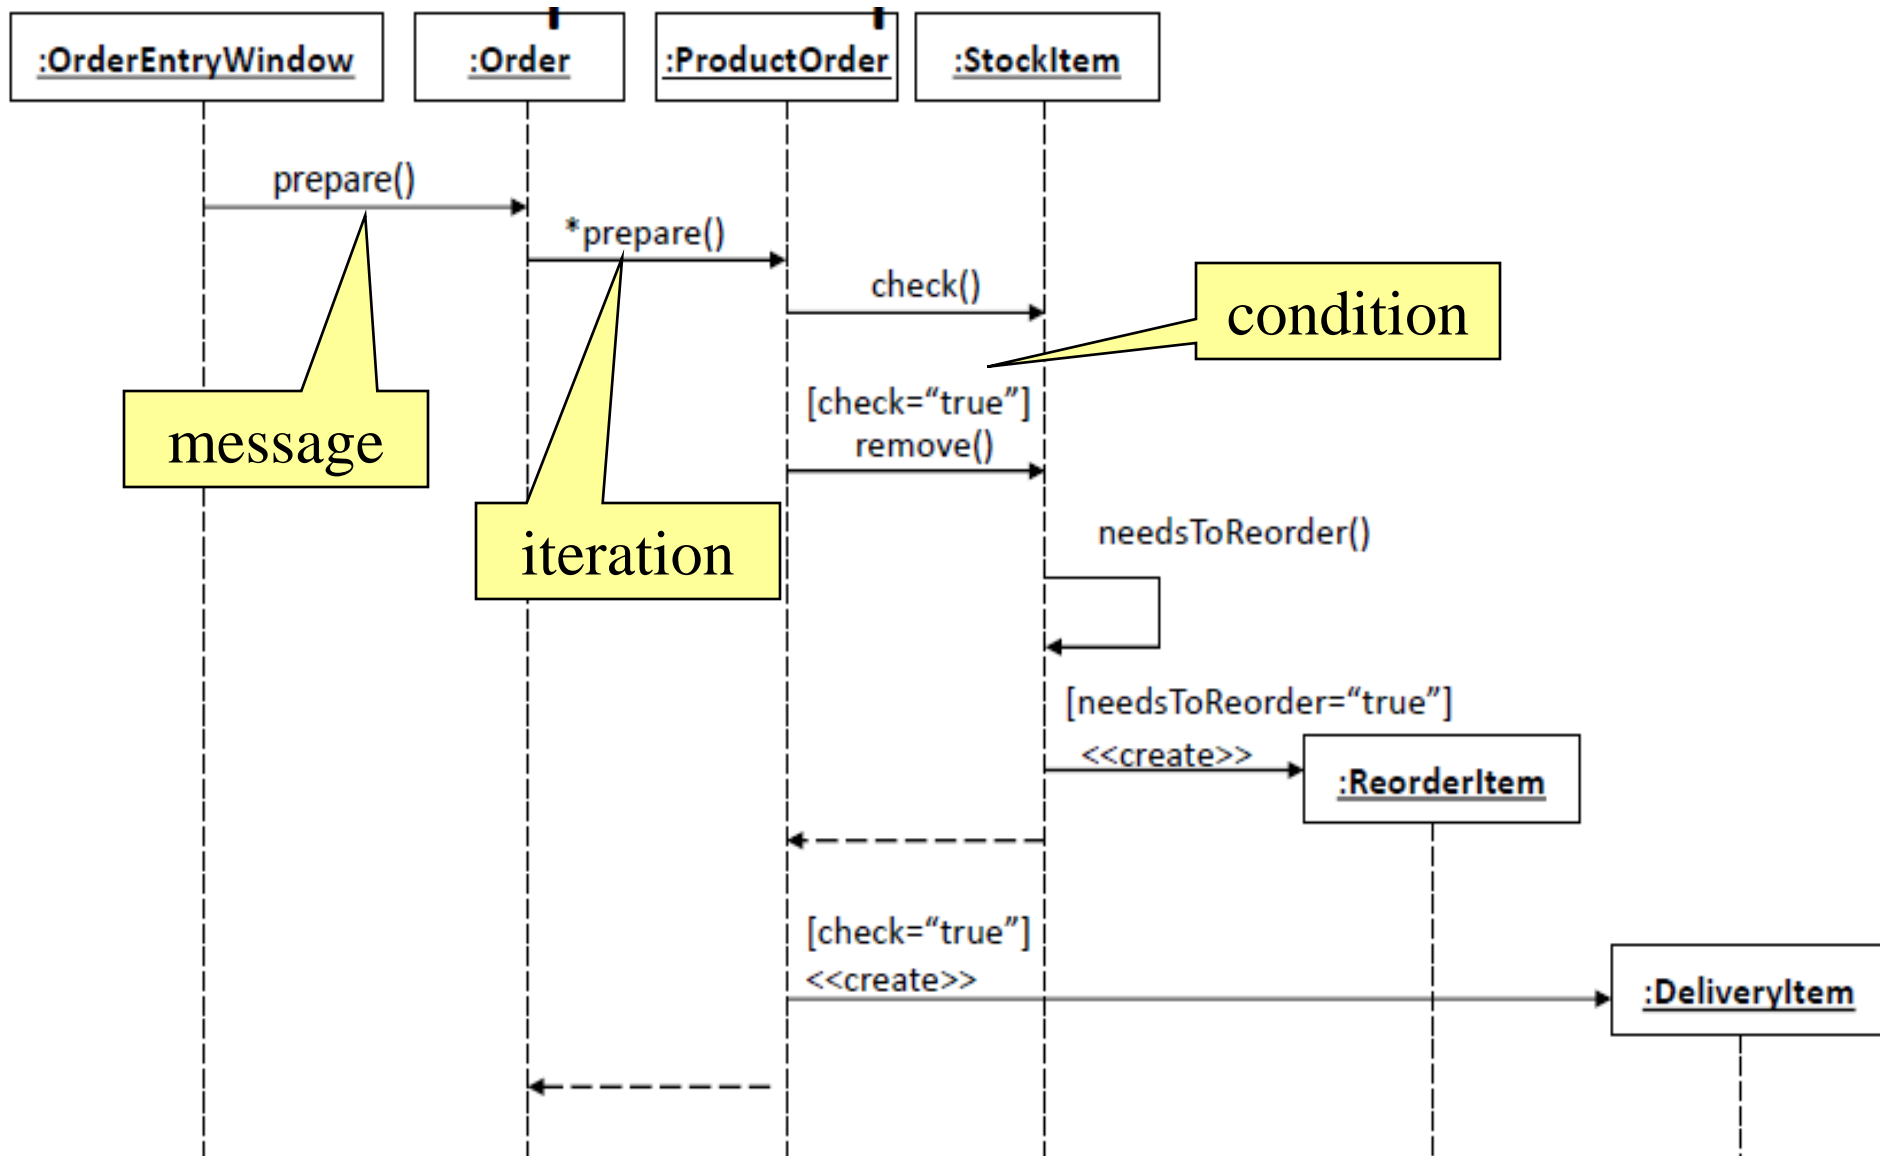 :OrderEntryWindow
:Order
:ProductOrder
:StockItem
prepare()
*prepare()
check()
condition
[check=“true”]
remove()
message
iteration
needsToReorder()
[needsToReorder=“true”]
<<create>>
:ReorderItem
[check=“true”]
<<create>>
:DeliveryItem